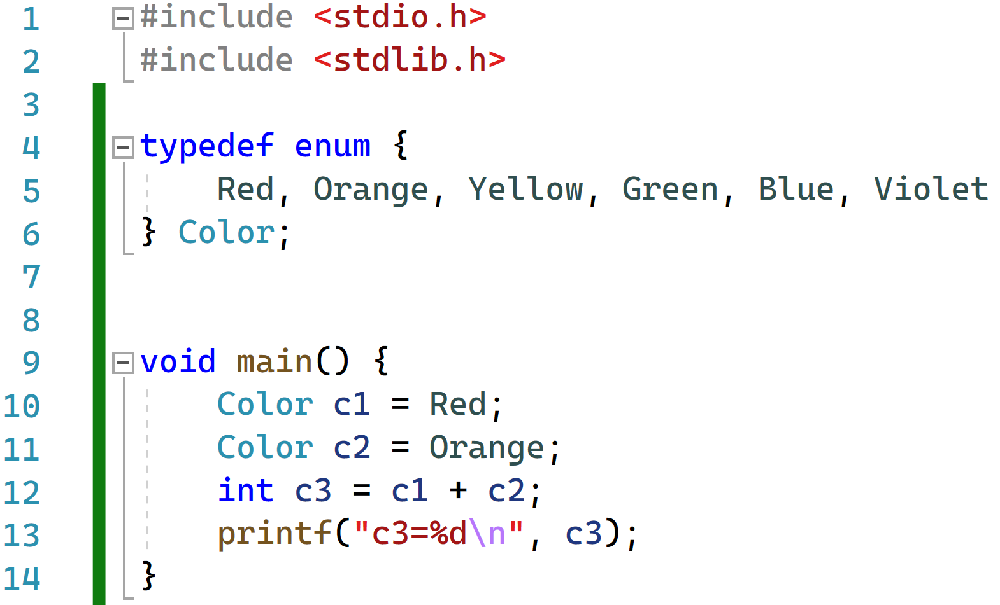 1 #include <stdio.h>
2 #include <stdlib.h>
3
4 typedef enum {
5     Red, Orange, Yellow, Green, Blue, Violet
6 } Color;
7
8
9 void main() {
10     Color c1 = Red;
11     Color c2 = Orange;
12     int c3 = c1 + c2;
13     printf("c3=%d\n", c3);
14 }